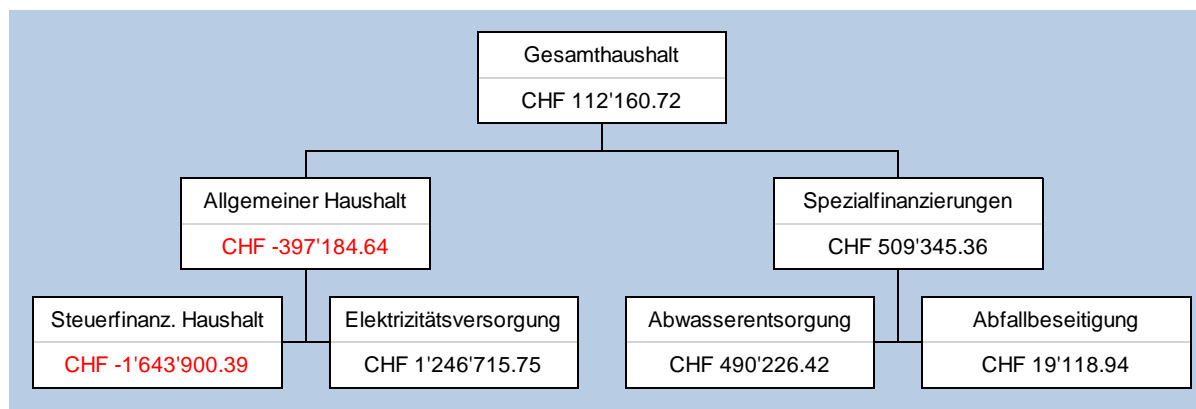 Gesamthaushalt
CHF 112'160.72
Allgemeiner Haushalt
CHF -397'184.64
Spezialfinanzierungen
CHF 509'345.36
Steuerfinanz. Haushalt
CHF -1'643'900.39
Elektrizitätsversorgung
CHF 1'246'715.75
Abwasserentsorgung
CHF 490'226.42
Abfallbeseitigung
CHF 19'118.94